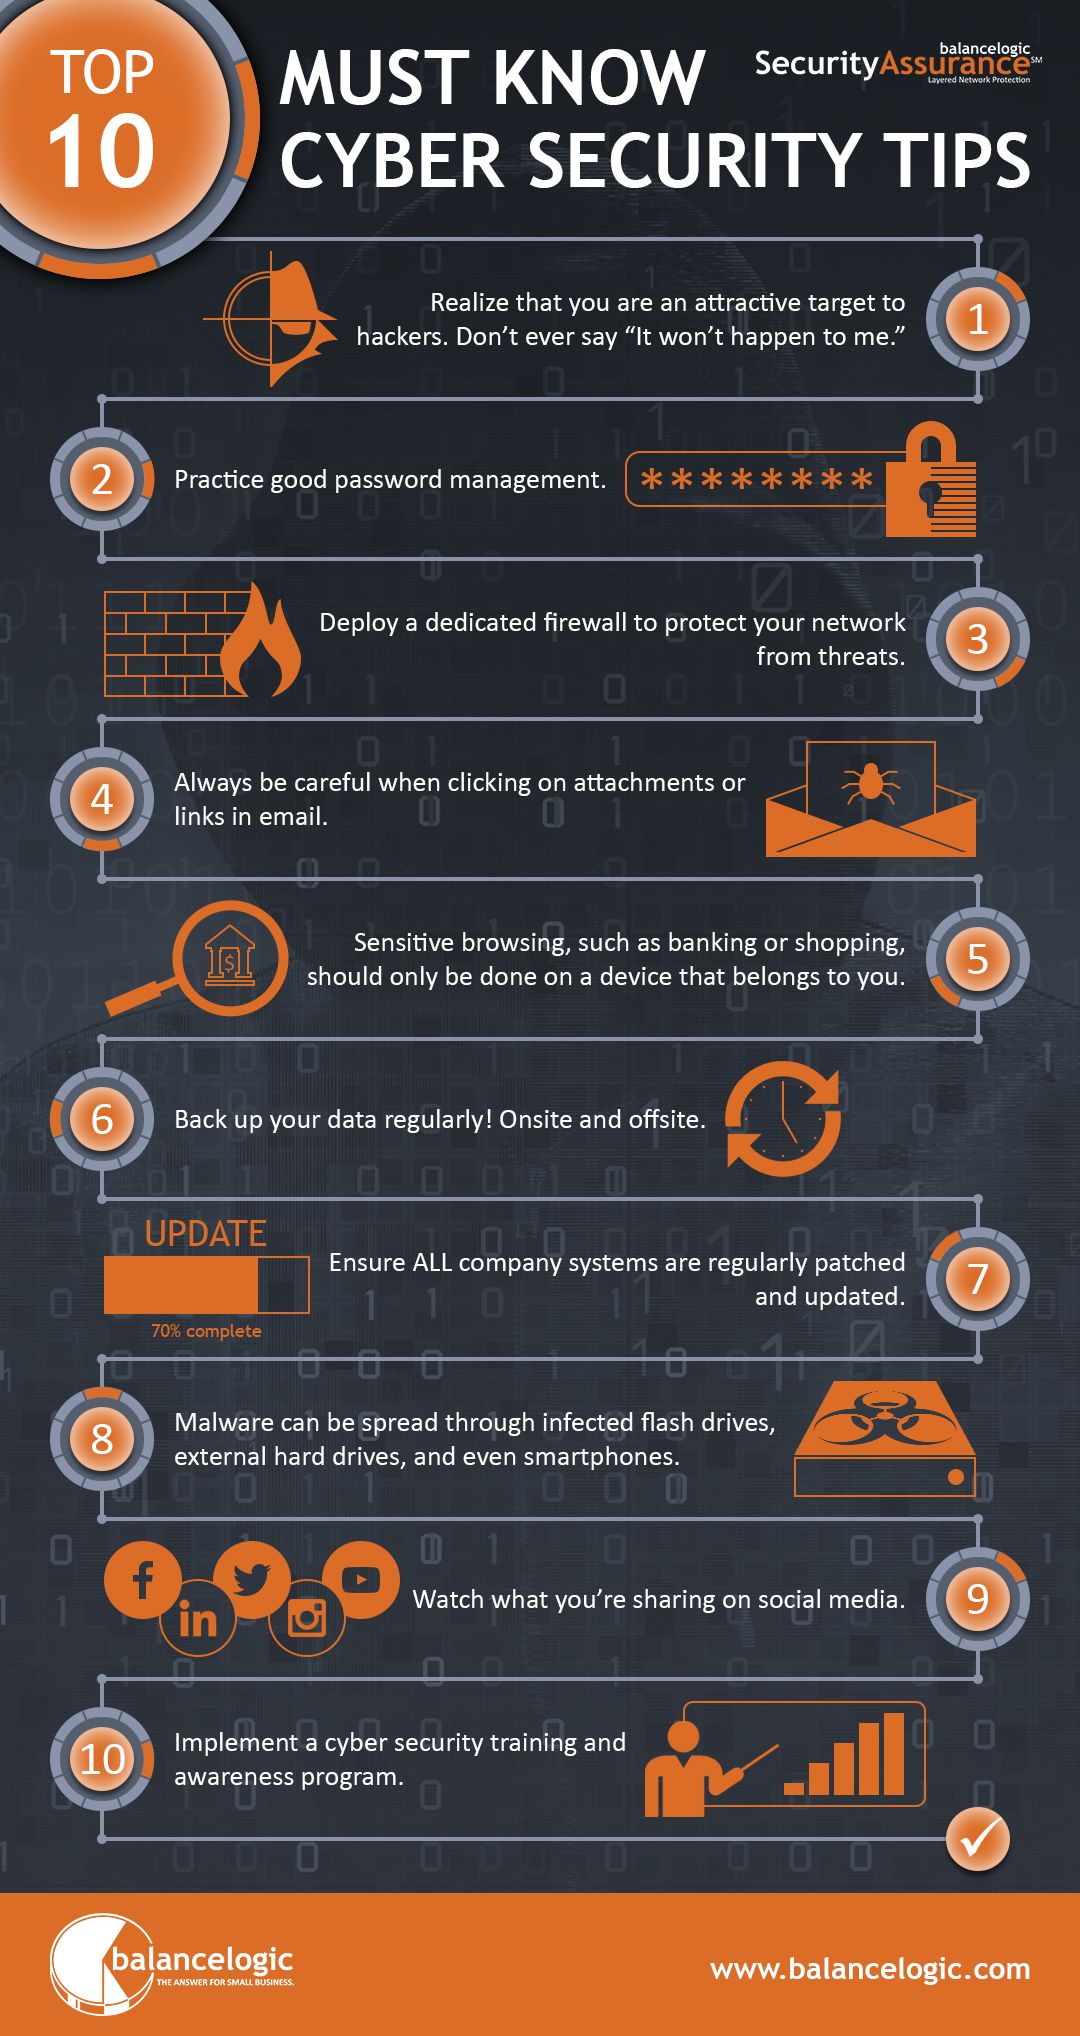 TOP
10
MUST KNOW
CYBER SECURITY TIPS
balancelogic
SecurityAssurance℠
Layered Network Protection
Realize that you are an attractive target to
hackers. Don’t ever say “It won’t happen to me.”
1
2
Practice good password management.
********
Deploy a dedicated firewall to protect your network
from threats.
3
4
Always be careful when clicking on attachments or
links in email.
$
Sensitive browsing, such as banking or shopping,
should only be done on a device that belongs to you.
5
6
Back up your data regularly! Onsite and offsite.
UPDATE
70% complete
Ensure ALL company systems are regularly patched
and updated.
7
8
Malware can be spread through infected flash drives,
external hard drives, and even smartphones.
f
in
Watch what you’re sharing on social media.
9
10
Implement a cyber security training and
awareness program.
balancelogic
THE ANSWER FOR SMALL BUSINESS.
www.balancelogic.com